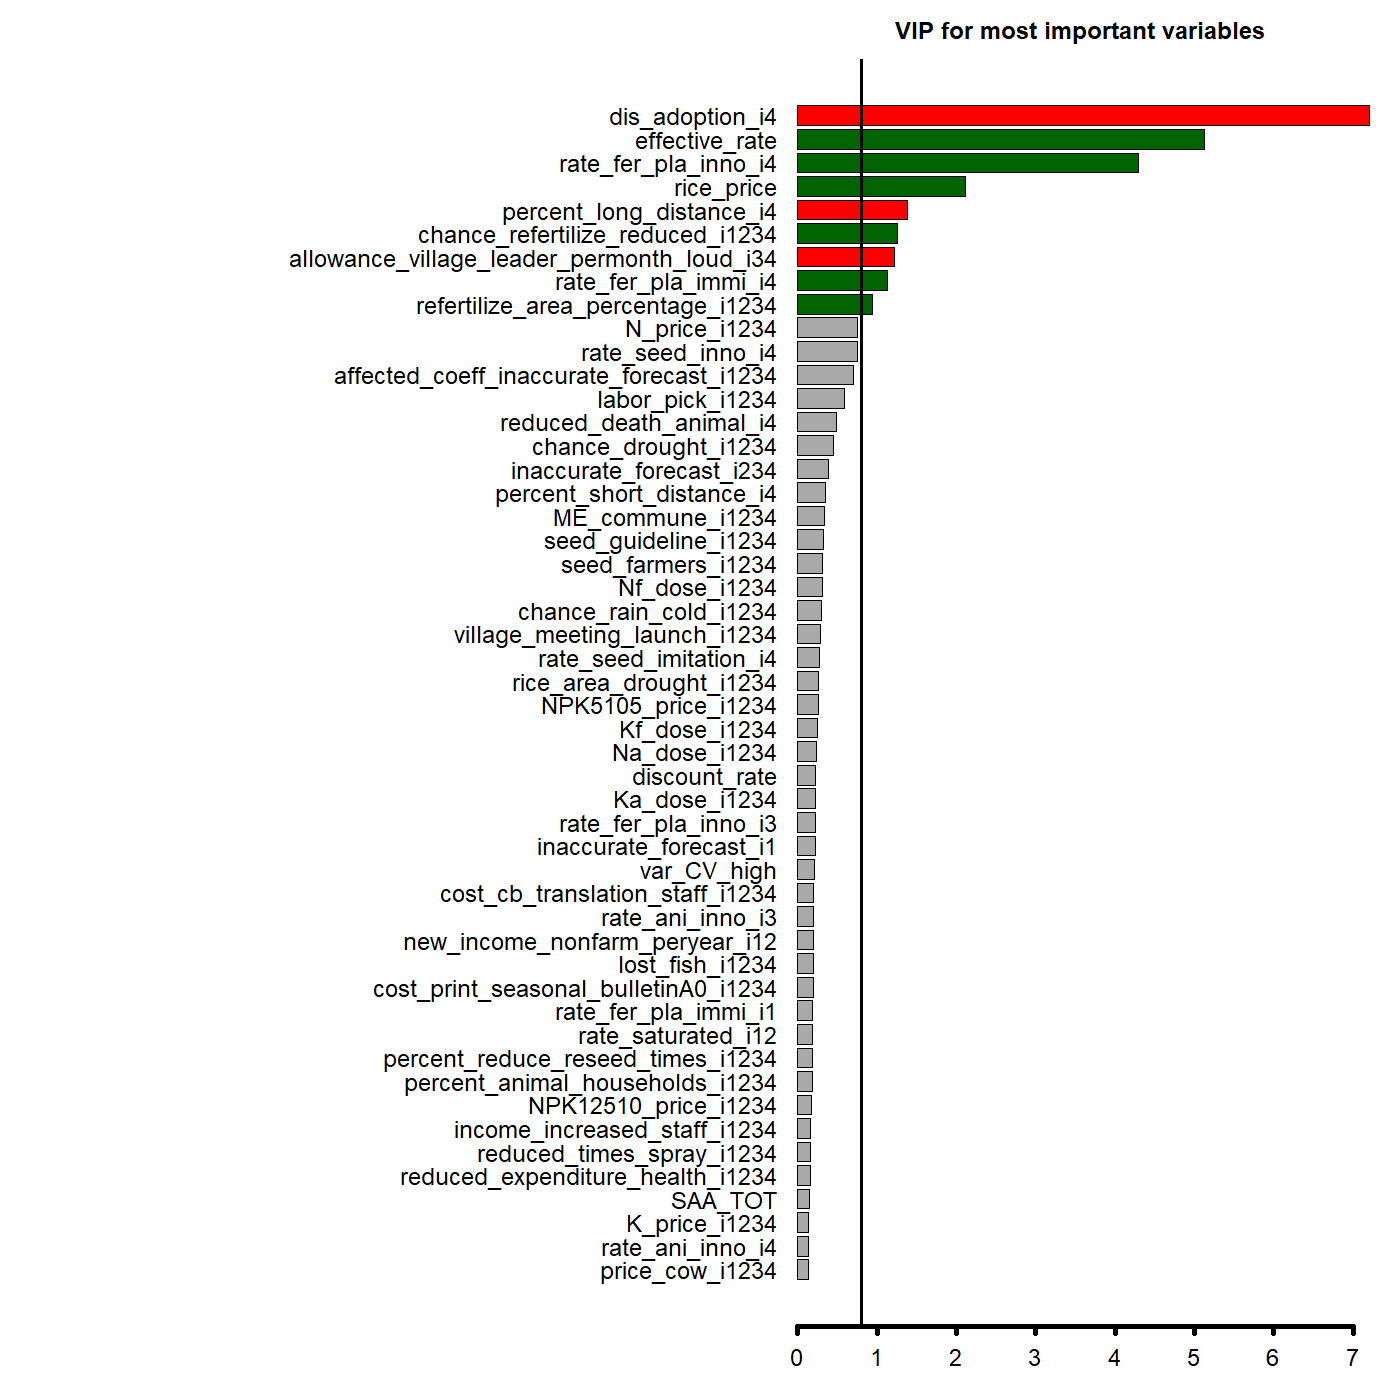 VIP for most important variables
dis_adoption_i4
effective_rate
rate_fer_pla_inno_i4
rice_price
percent_long_distance_i4
chance_refertilize_reduced_i1234
allowance_village_leader_permonth_loud_i34
rate_fer_pla_immi_i4
refertilize_area_percentage_i1234
N_price_i1234
rate_seed_inno_i4
affected_coeff_inaccurate_forecast_i1234
labor_pick_i1234
reduced_death_animal_i4
chance_drought_i1234
inaccurate_forecast_i234
percent_short_distance_i4
ME_commune_i1234
seed_guideline_i1234
seed_farmers_i1234
Nf_dose_i1234
chance_rain_cold_i1234
village_meeting_launch_i1234
rate_seed_imitation_i4
rice_area_drought_i1234
NPK5105_price_i1234
Kf_dose_i1234
Na_dose_i1234
discount_rate
Ka_dose_i1234
rate_fer_pla_inno_i3
inaccurate_forecast_i1
var_CV_high
cost_cb_translation_staff_i1234
rate_ani_inno_i3
new_income_nonfarm_peryear_i12
lost_fish_i1234
cost_print_seasonal_bulletinA0_i1234
rate_fer_pla_immi_i1
rate_saturated_i12
percent_reduce_reseed_times_i1234
percent_animal_households_i1234
NPK12510_price_i1234
income_increased_staff_i1234
reduced_times_spray_i1234
reduced_expenditure_health_i1234
SAA_TOT
K_price_i1234
rate_ani_inno_i4
price_cow_i1234
0 1 2 3 4 5 6 7